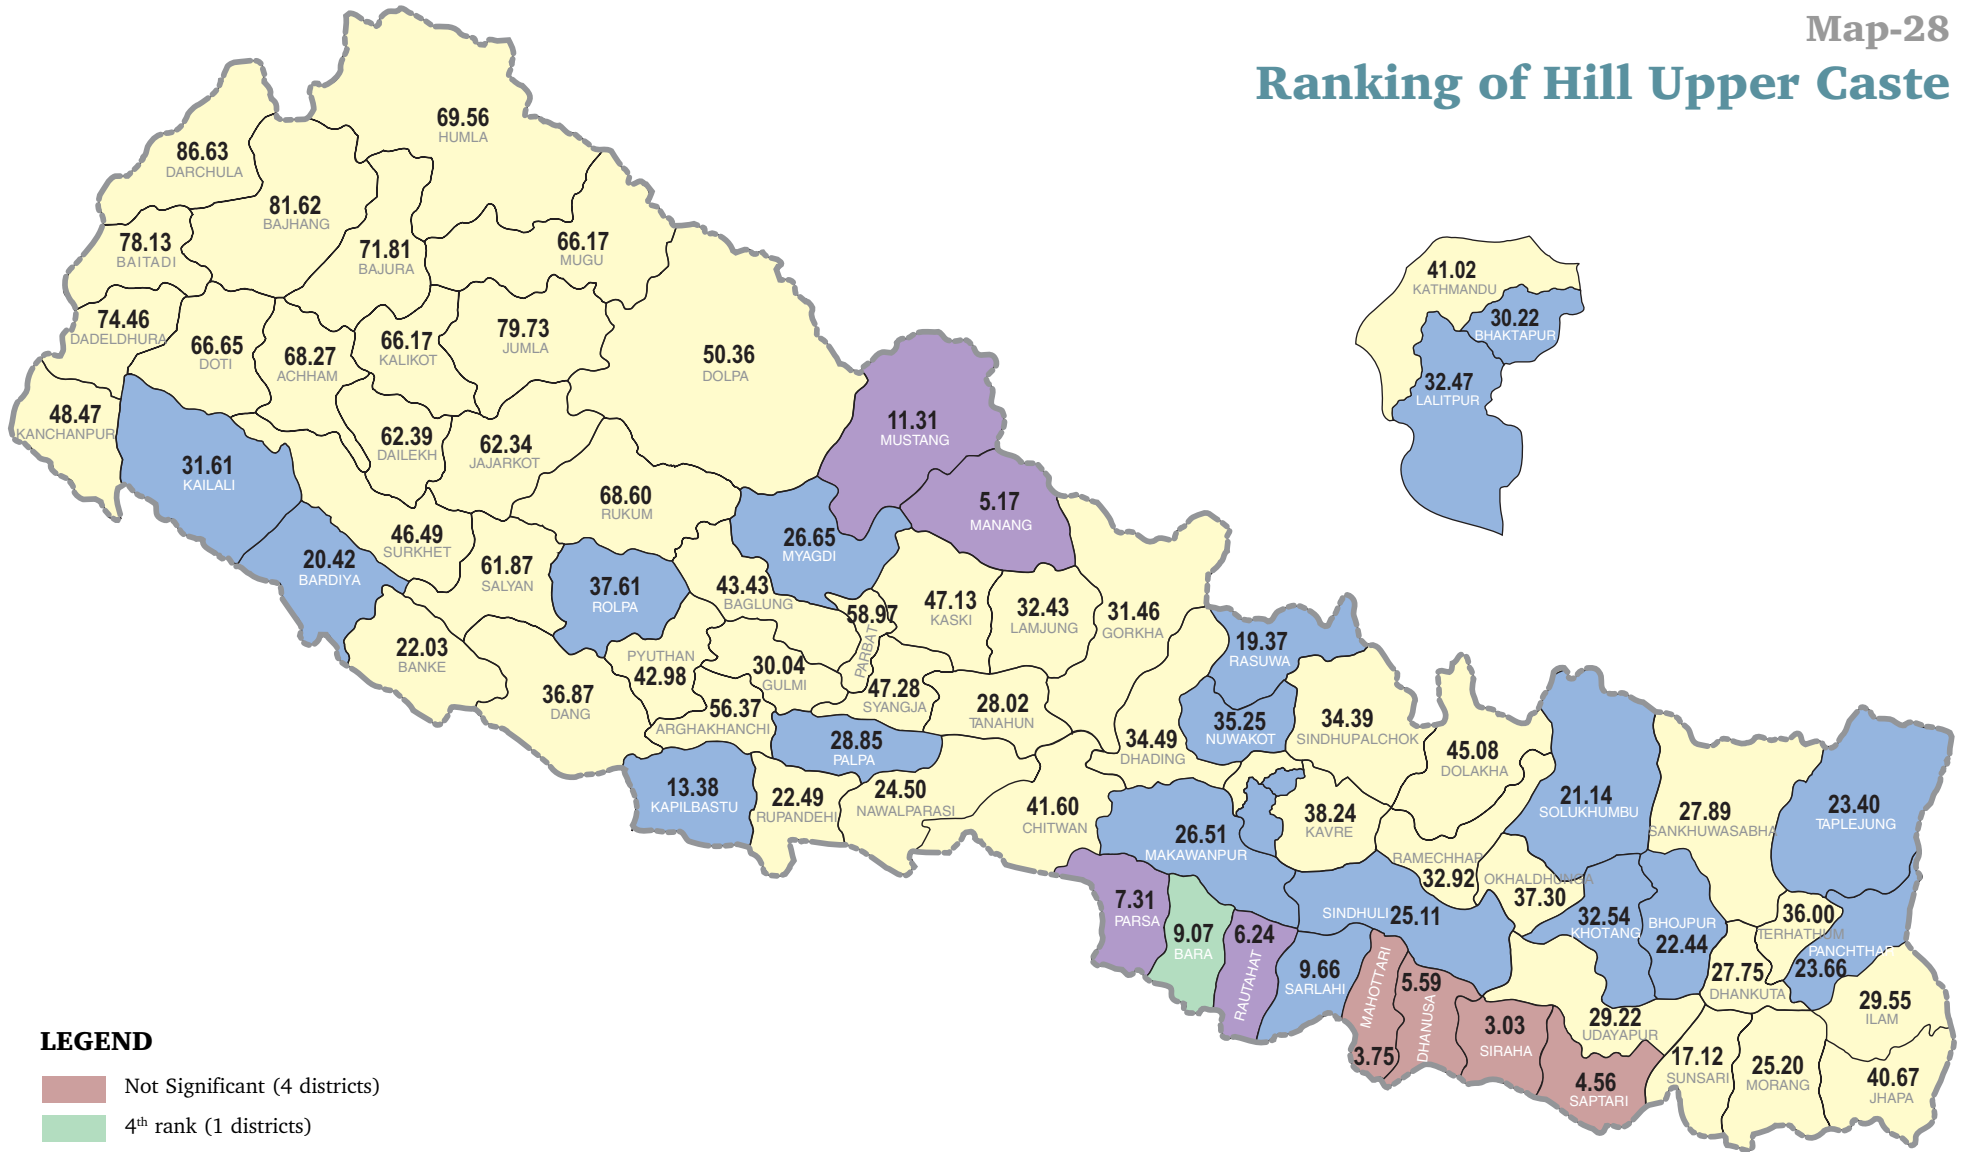 Map-28
Ranking of Hill Upper Caste
69.56
HUMLA
86.63
DARCHULA
81.62
BAJHANG
78.13
BAITADI
71.81
BAJURA
66.17
MUGU
74.46
DADELDHURA
66.65
DOTI
68.27
ACHHAM
66.17
KALIKOT
79.73
JUMLA
50.36
DOLPA
48.47
KANCHANPUR
31.61
KAILALI
62.39
DAILEKH
62.34
JAJARKOT
68.60
RUKUM
11.31
MUSTANG
5.17
MANANG
20.42
BARDIYA
46.49
SURKHET
61.87
SALYAN
37.61
ROLPA
26.65
MYAGDI
43.43
BAGLUNG
58.97
PARBAT
47.13
KASKI
32.43
LAMJUNG
31.46
GORKHA
22.03
BANKE
36.87
DANG
PYUTHAN
42.98
30.04
GULMI
56.37
ARGHAKHANCHI
47.28
SYANGJA
28.02
TANAHUN
28.85
PALPA
13.38
KAPILBASTU
22.49
RUPANDEHI
24.50
NAWALPARASI
41.60
CHITWAN
34.49
DHADING
19.37
RASUWA
35.25
NUWAKOT
34.39
SINDHUPALCHOK
41.02
KATHMANDU
30.22
BHAKTAPUR
32.47
LALITPUR
45.08
DOLAKHA
38.24
KAVRE
26.51
MAKAWANPUR
RAMECHHAP
32.92
OKHALDHUNGA
37.30
21.14
SOLUKHUMBU
27.89
SANKHUWASABHA
23.40
TAPLEJUNG
7.31
PARSA
9.07
BARA
6.24
RAUTAHAT
9.66
SARLAHI
SINDHULI 25.11
MAHOTTARI
3.75
5.59
DHANUSA
3.03
SIRAHA
4.56
SAPTARI
29.22
UDAYAPUR
32.54
KHOTANG
BHOJPUR
22.44
36.00
TERHATHUM
PANCHTHAR
23.66
27.75
DHANKUTA
29.55
ILAM
17.12
SUNSARI
25.20
MORANG
40.67
JHAPA
LEGEND
Not Significant (4 districts)
4th rank (1 districts)